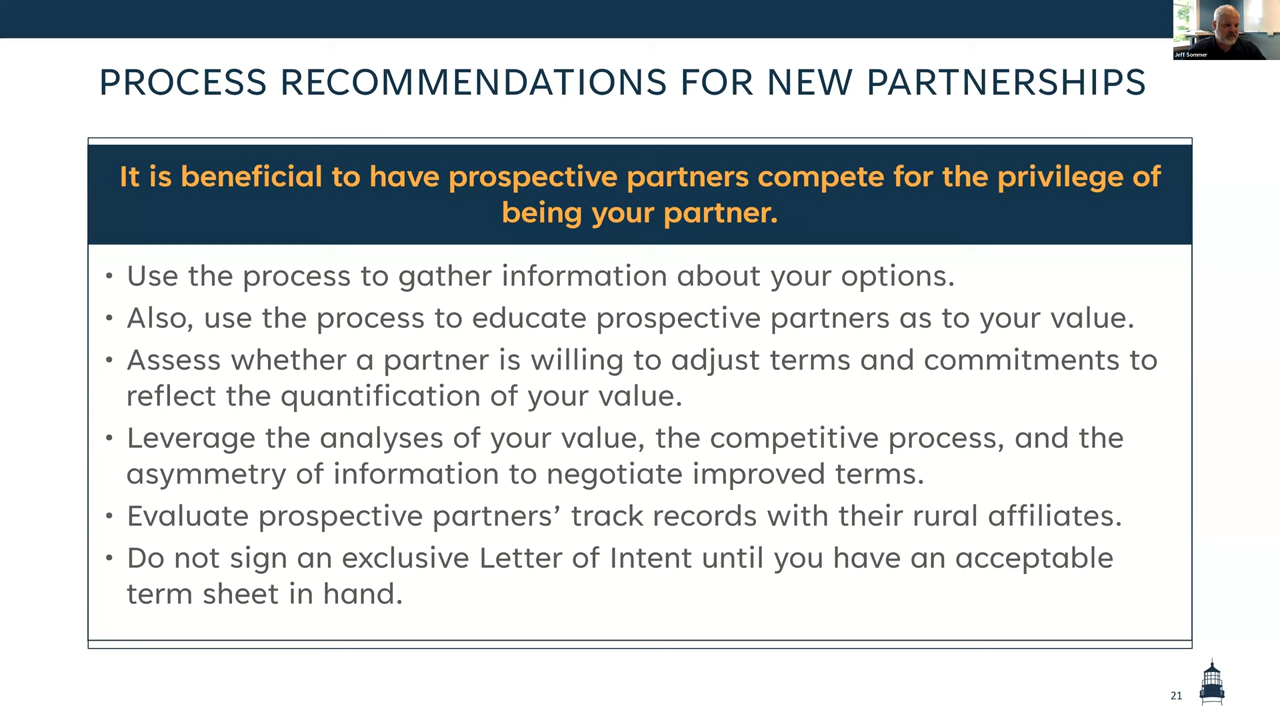 Jeff Sommer
PROCESS RECOMMENDATIONS FOR NEW PARTNERSHIPS
It is beneficial to have prospective partners compete for the privilege of
being your partner.
• Use the process to gather information about your options.
• Also, use the process to educate prospective partners as to your value.
• Assess whether a partner is willing to adjust terms and commitments to
reflect the quantification of your value.
• Leverage the analyses of your value, the competitive process, and the
asymmetry of information to negotiate improved terms.
• Evaluate prospective partners’ track records with their rural affiliates.
• Do not sign an exclusive Letter of Intent until you have an acceptable
term sheet in hand.
21